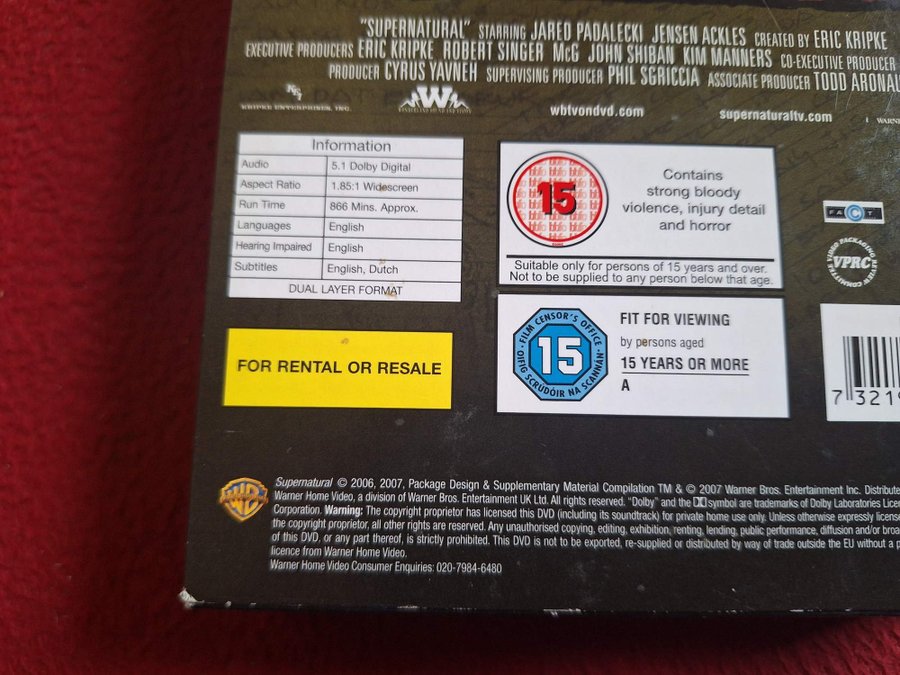 "SUPERNATURAL" STARRING JARED PADALECKI JENSEN ACKLES CREATED BY ERIC KRIPKE
EXECUTIVE PRODUCERS ERIC KRIPKE ROBERT SINGER McG JOHN SHIBAN KIM MANNERS CO-EXECUTIVE PRODUCER
PRODUCER CYRUS YAVNEH SUPERVISING PRODUCER PHIL SGRICCIA ASSOCIATE PRODUCER TODD ARONAU
KRIPKE ENTERPRISES, INC.
W
wbtvondvd.com
supernaturaltv.com
Information
Audio 5.1 Dolby Digital
Aspect Ratio 1.85:1 Widescreen
Run Time 866 Mins. Approx.
Languages English
Hearing Impaired English
Subtitles English, Dutch
DUAL LAYER FORMAT
FOR RENTAL OR RESALE
15
Contains
strong bloody
violence, injury detail
and horror
Suitable only for persons of 15 years and over.
Not to be supplied to any person below that age.
FILM CENSOR'S OFFICE
15
OIFIG SCRÚDÓIR NA SCANNÁN
FIT FOR VIEWING
by persons aged
15 YEARS OR MORE
A
FACT
VIDEO PACKAGING REVIEW COMMITTEE
VPRC
7 3219
WB
Supernatural © 2006, 2007, Package Design & Supplementary Material Compilation TM & © 2007 Warner Bros. Entertainment Inc. Distribute
Warner Home Video, a division of Warner Bros. Entertainment UK Ltd. All rights reserved. "Dolby" and the symbol are trademarks of Dolby Laboratories Lice
Corporation. Warning: The copyright proprietor has licensed this DVD (including its soundtrack) for private home use only. Unless otherwise expressly license
the copyright proprietor, all other rights are reserved. Any unauthorised copying, editing, exhibition, renting, lending, public performance, diffusion and/or broa
of this DVD, or any part thereof, is strictly prohibited. This DVD is not to be exported, re-supplied or distributed by way of trade outside the EU without a p
licence from Warner Home Video.
Warner Home Video Consumer Enquiries: 020-7984-6480